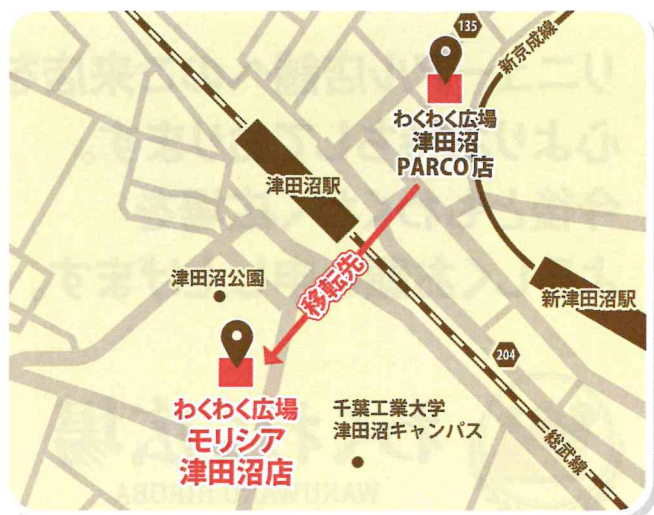 135
新京成線
わくわく広場
津田沼
PARCO店
津田沼駅
移転先
津田沼公園
新津田沼駅
204
わくわく広場
モリシア
津田沼店
千葉工業大学
津田沼キャンパス
総武線
WAKUWAKU HIROBA